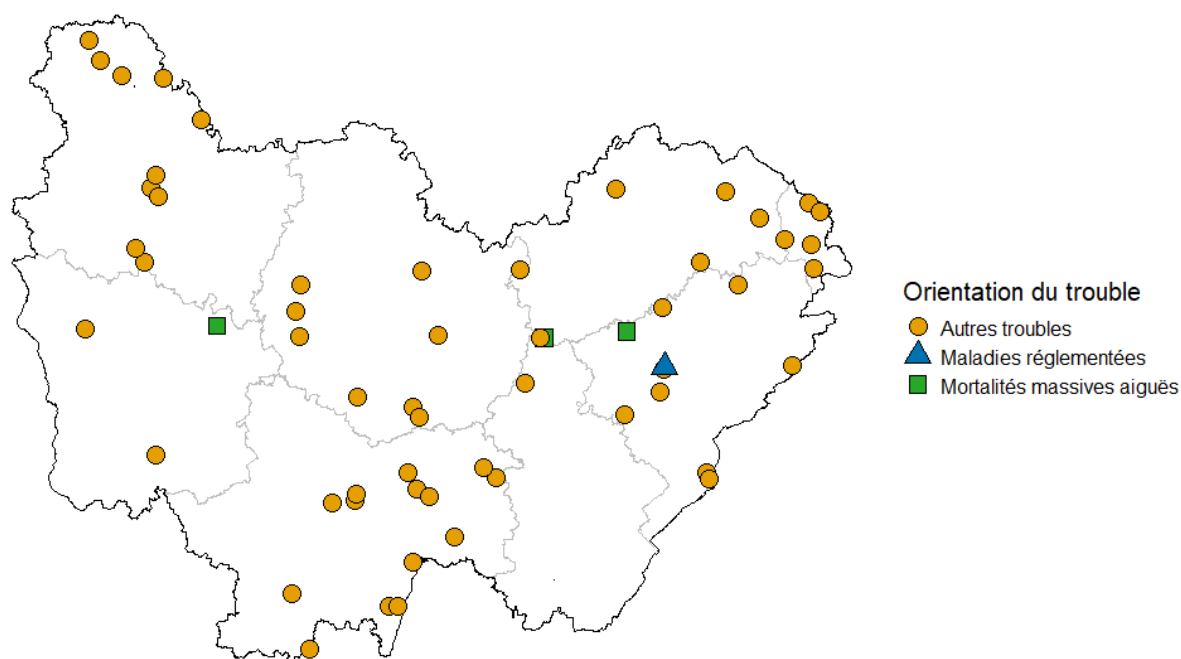 Orientation du trouble
Autres troubles
Maladies réglementées
Mortalités massives aiguës